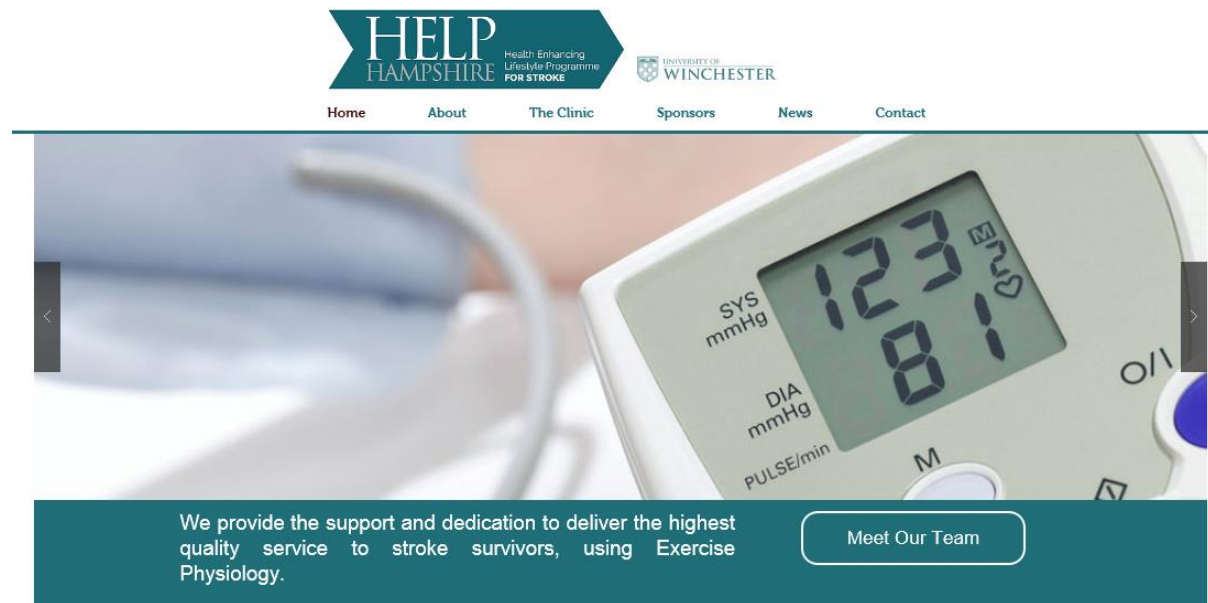 HELP
HAMPSHIRE
Health Enhancing
Lifestyle Programme
FOR STROKE
UNIVERSITY OF
WINCHESTER
Home About The Clinic Sponsors News Contact
SYS
mmHg
123
M
DIA
mmHg
81
PULSE/min
M
O/I
We provide the support and dedication to deliver the highest
quality service to stroke survivors, using Exercise
Physiology.
Meet Our Team